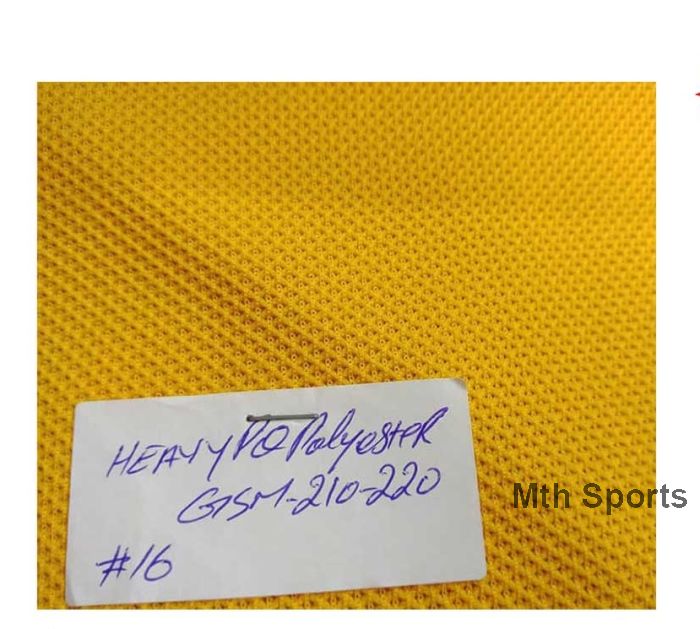 HEAVY PQ PolyesteR
GSM-210-220
#16
Mth Sports